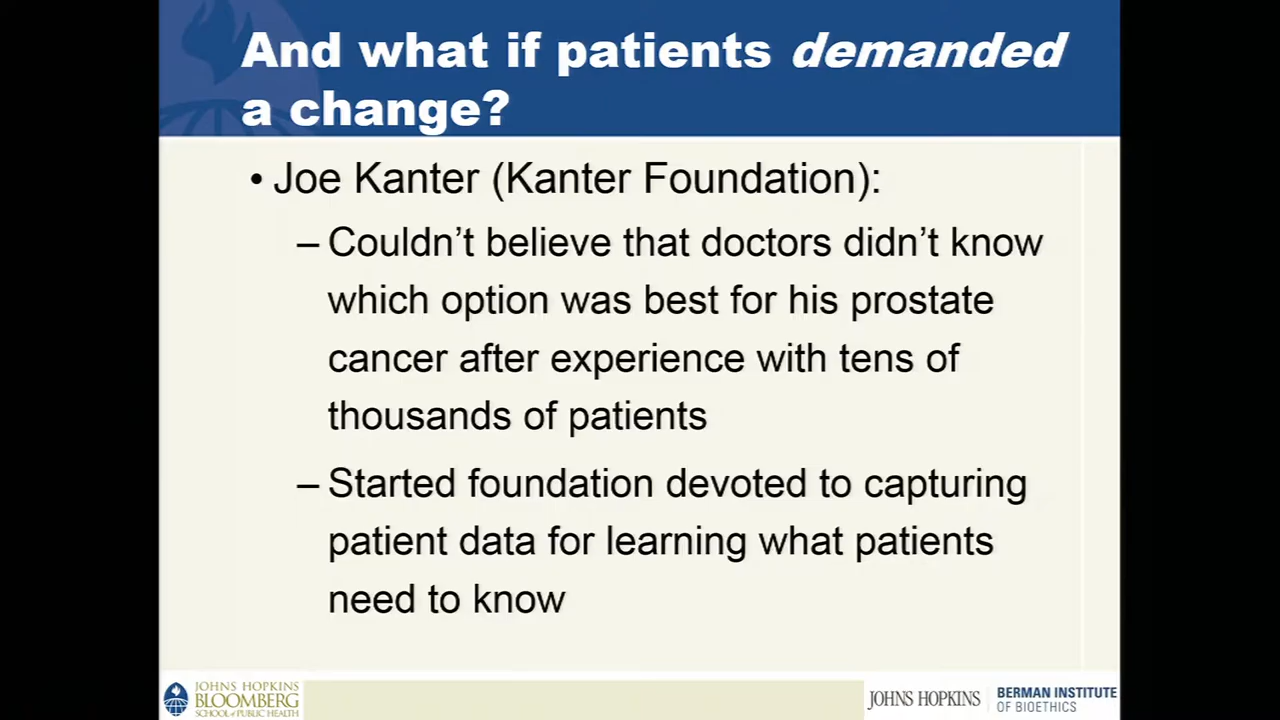 And what if patients demanded
a change?
• Joe Kanter (Kanter Foundation):
– Couldn’t believe that doctors didn’t know
which option was best for his prostate
cancer after experience with tens of
thousands of patients
– Started foundation devoted to capturing
patient data for learning what patients
need to know
JOHNS HOPKINS
BLOOMBERG
SCHOOL of PUBLIC HEALTH
JOHNS HOPKINS
BERMAN INSTITUTE
OF BIOETHICS